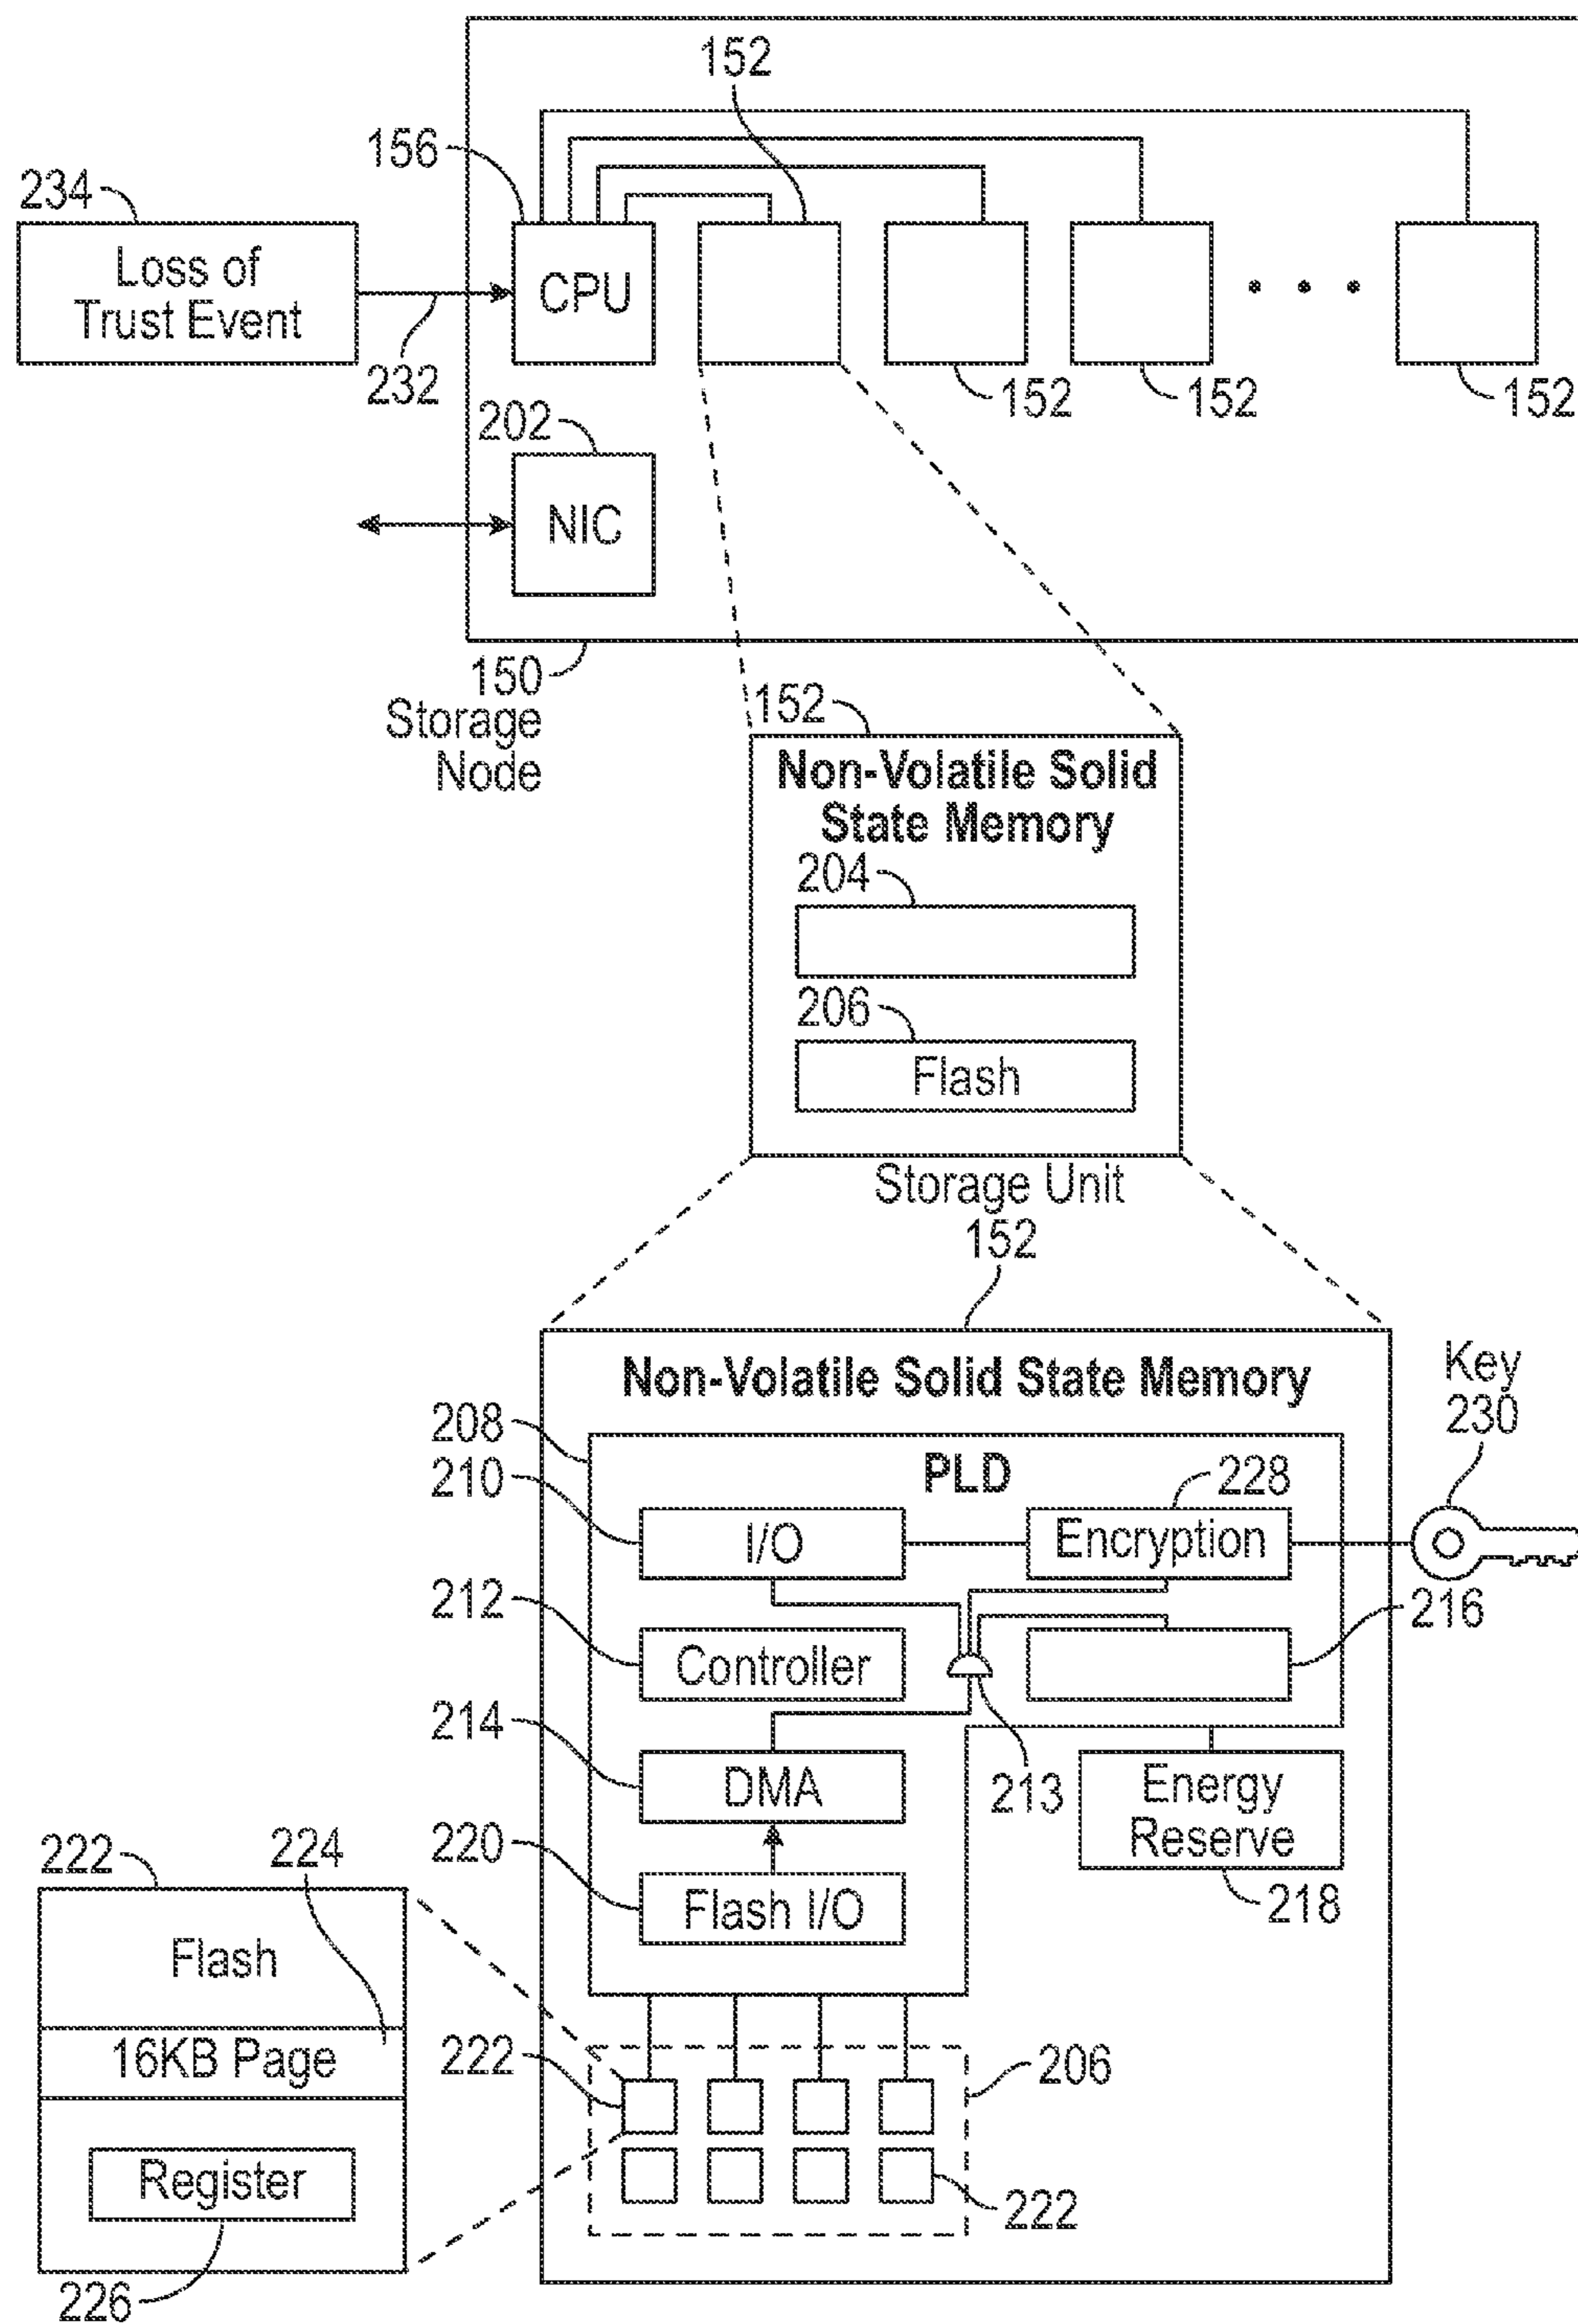 152
156
234
Loss of
Trust Event
CPU
232
152
152
152
202
NIC
150
Storage
Node
152
Non-Volatile Solid
State Memory
204
206
Flash
Storage Unit
152
Non-Volatile Solid State Memory
Key
230
208
PLD
210
228
I/O
Encryption
212
216
Controller
214
DMA
213
Energy
Reserve
218
220
Flash I/O
222
224
Flash
16KB Page
Register
226
222
206
222